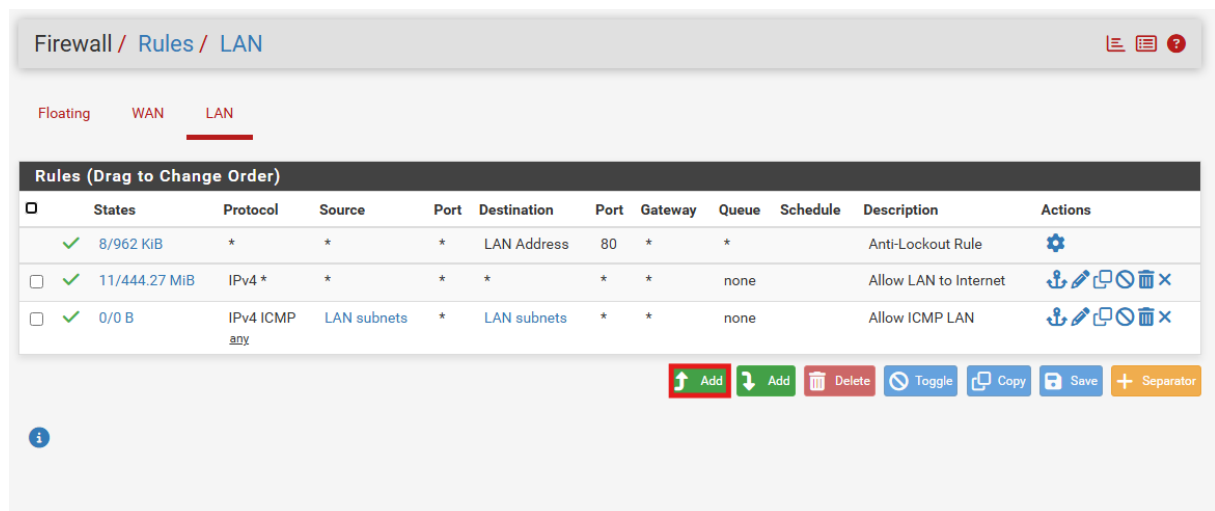 Firewall / Rules / LAN
Floating WAN LAN
Rules (Drag to Change Order)
States Protocol Source Port Destination Port Gateway Queue Schedule Description Actions
8/962 KiB * * * LAN Address 80 * * Anti-Lockout Rule
11/444.27 MiB IPv4 * * * * * * none Allow LAN to Internet
0/0 B IPv4 ICMP LAN subnets * LAN subnets * * none Allow ICMP LAN
any
Add Add Delete Toggle Copy Save Separator